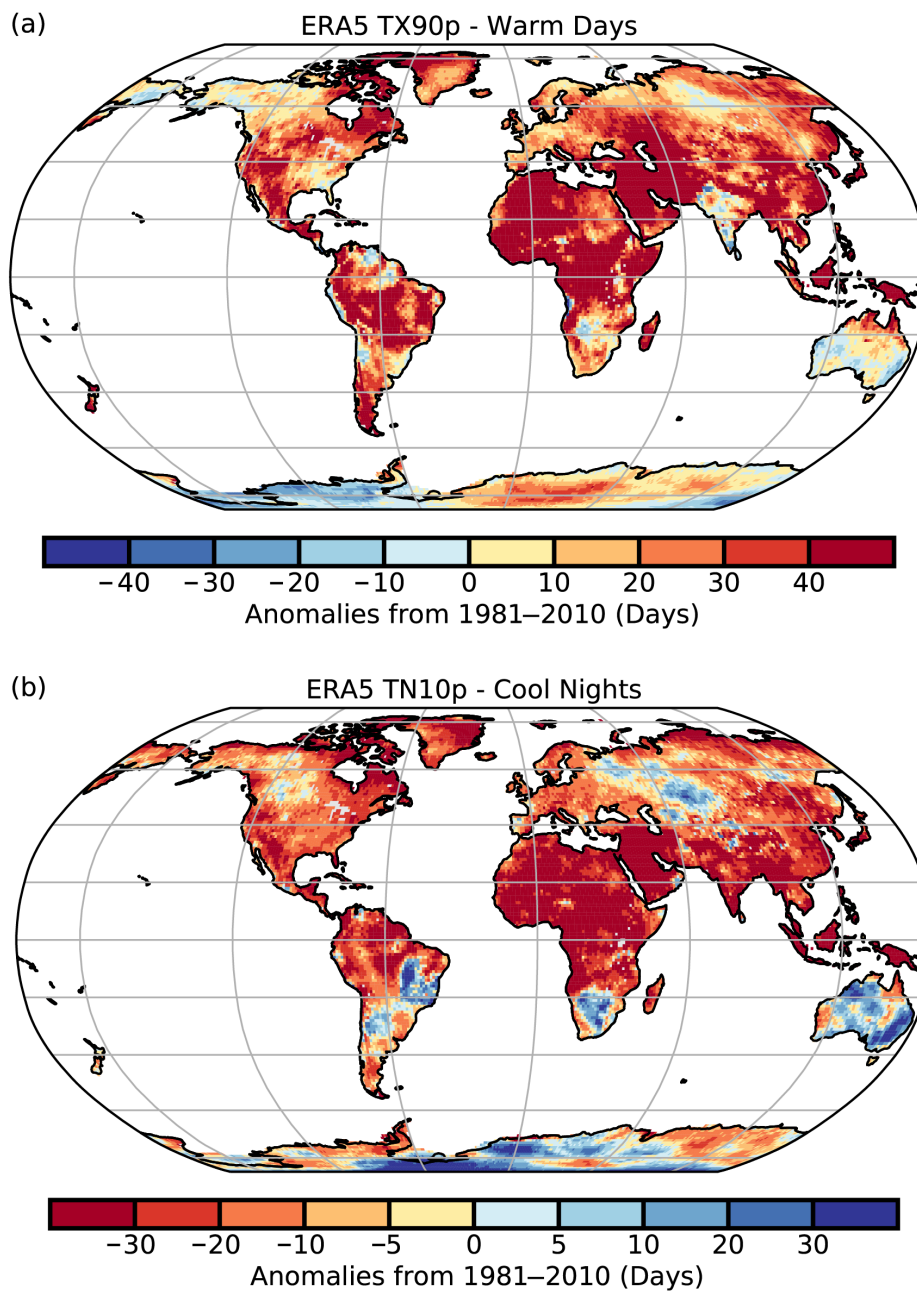 (a)
ERA5 TX90p - Warm Days
−40 −30 −20 −10 0 10 20 30 40
Anomalies from 1981–2010 (Days)
(b)
ERA5 TN10p - Cool Nights
−30 −20 −10 −5 0 5 10 20 30
Anomalies from 1981–2010 (Days)